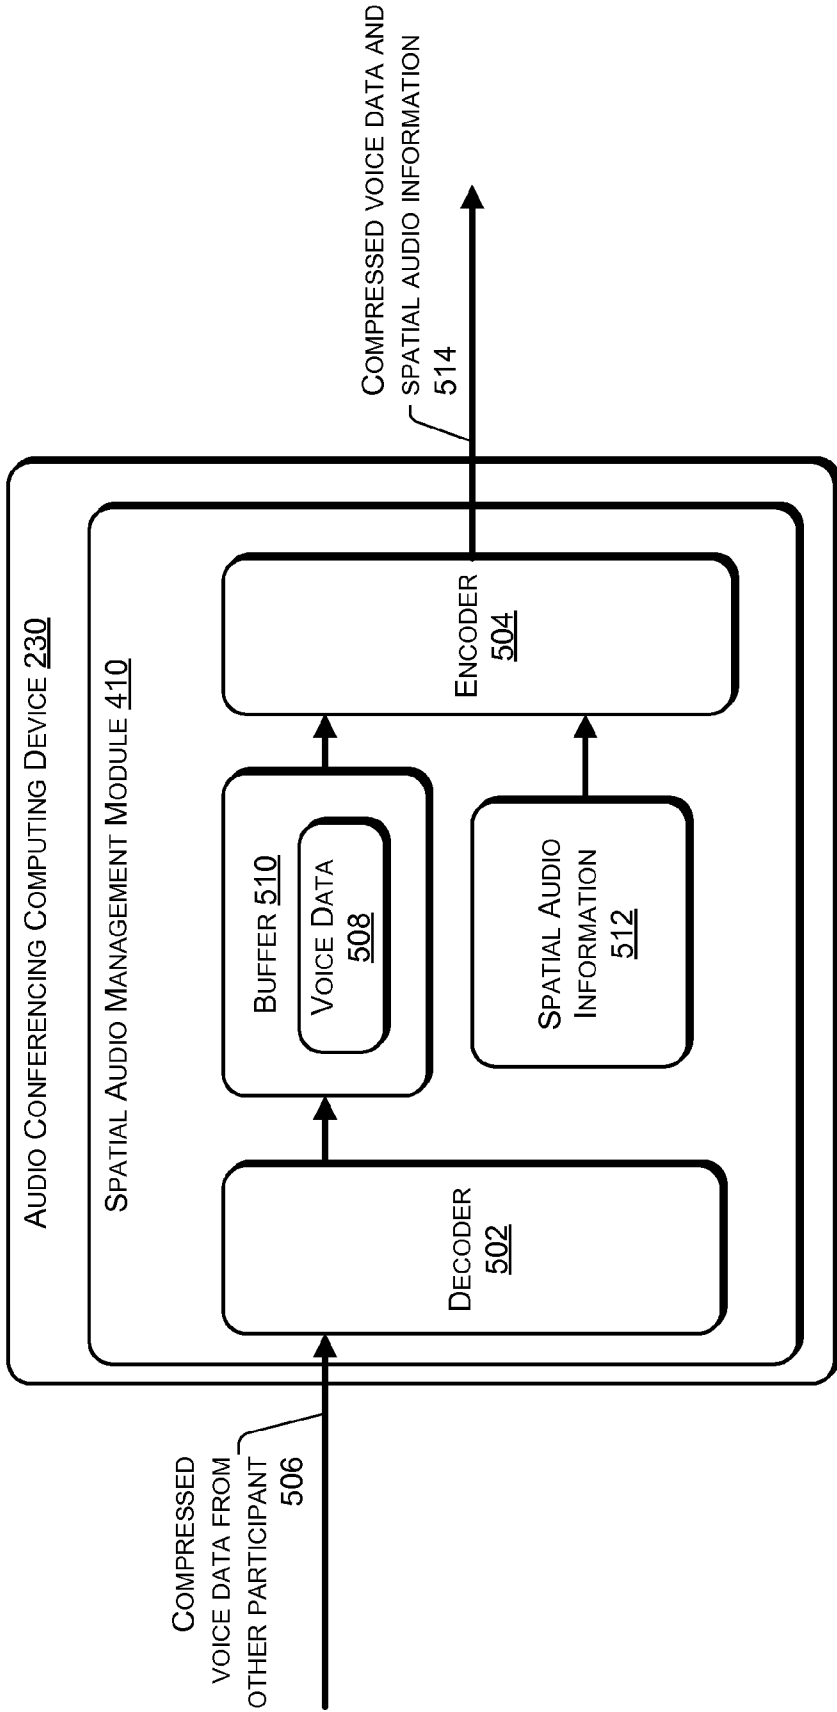 AUDIO CONFERENCING COMPUTING DEVICE 230
SPATIAL AUDIO MANAGEMENT MODULE 410
COMPRESSED
VOICE DATA FROM
OTHER PARTICIPANT
506
DECODER
502
BUFFER 510
VOICE DATA
508
SPATIAL AUDIO
INFORMATION
512
ENCODER
504
COMPRESSED VOICE DATA AND
SPATIAL AUDIO INFORMATION
514